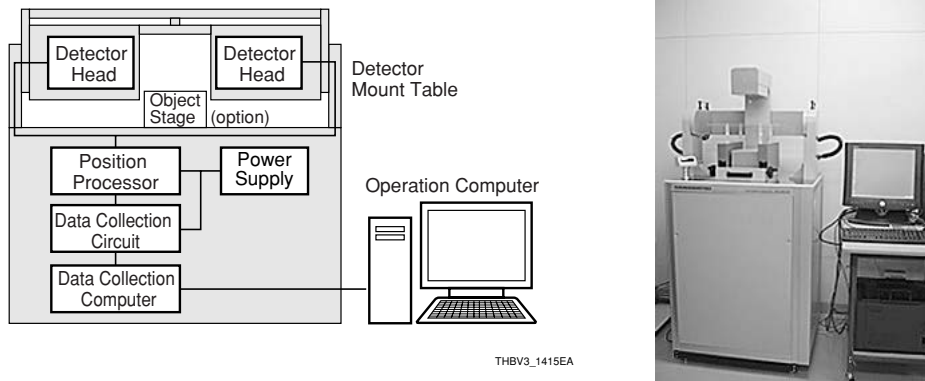 Detector
Head
Detector
Head
Detector
Mount Table
Object
Stage
(option)
Position
Processor
Power
Supply
Operation Computer
Data Collection
Circuit
Data Collection
Computer
THBV3_1415EA